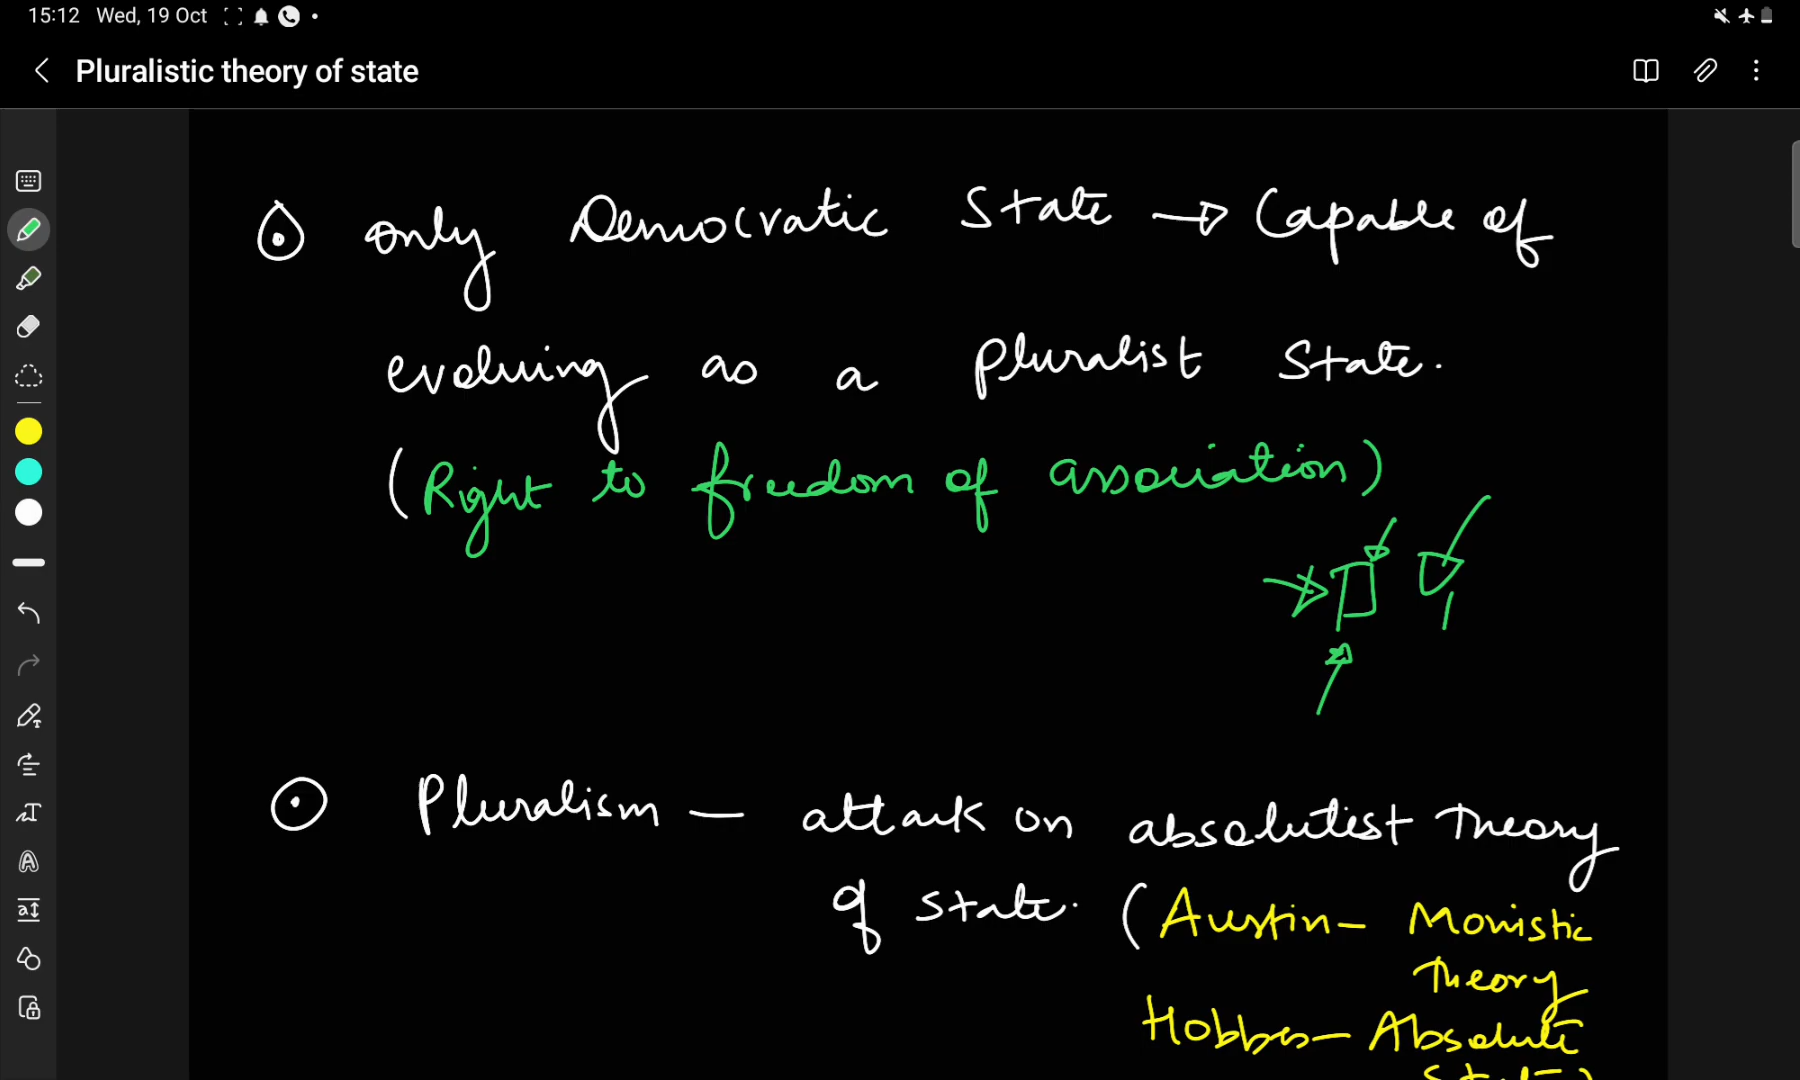 15:12 Wed, 19 Oct
Pluralistic theory of state
only Democratic State → Capable of
evolving as a pluralist State.
(Right to freedom of association)
Pluralism — attack on absolutist Theory
of state. (Austin — Monistic
Theory
Hobbes — Absolute
State)